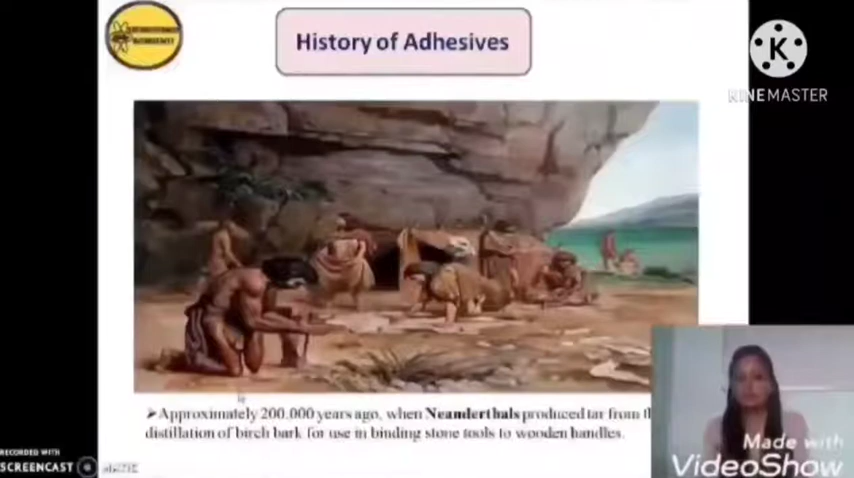 History of Adhesives
KINEMASTER
➤Approximately 200.000 years ago, when Neanderthals produced tar from
distillation of birch bark for use in binding stone tools to wooden handles.
RECORDED WITH
SCREENCAST
MATIC
Made with
VideoShow